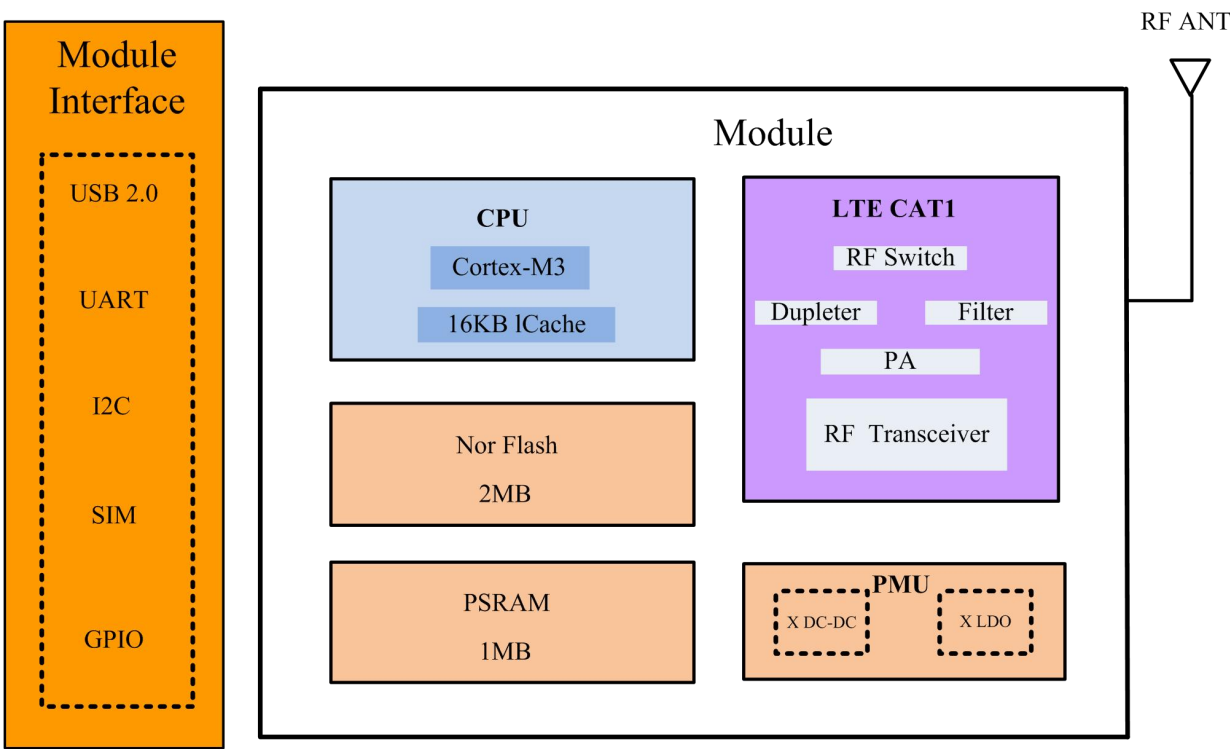 RF ANT
Module
Interface
USB 2.0
UART
I2C
SIM
GPIO
Module
CPU
Cortex-M3
16KB lCache
Nor Flash
2MB
PSRAM
1MB
LTE CAT1
RF Switch
Dupleter
Filter
PA
RF Transceiver
PMU
X DC-DC
X LDO